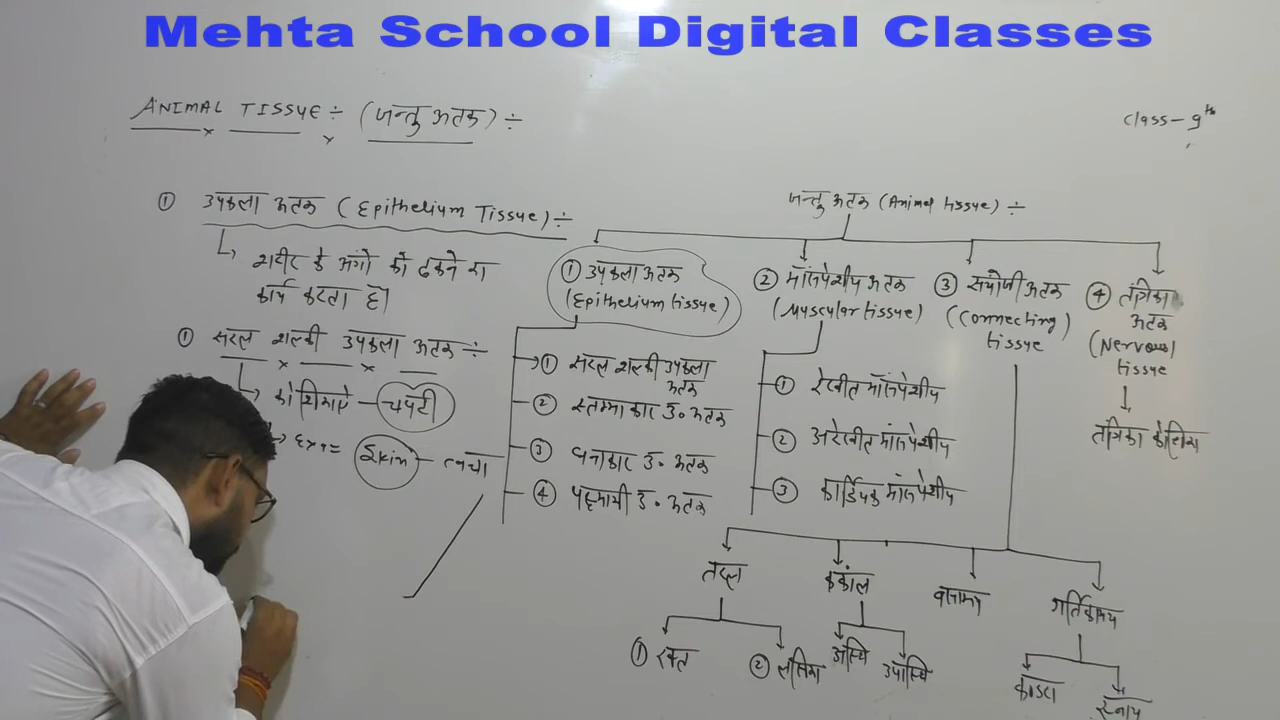 Mehta School Digital Classes
ANIMAL TISSUE ÷ (जन्तु ऊतक) ÷
Class - 9th
① उपकला ऊतक (Epithelium Tissue) ÷
शरीर के अंगो को ढकने का
कार्य करता है।
① सरल शल्की उपकला ऊतक ÷
कोशिकाऐ - चपटी
Skin - त्वचा
जन्तु ऊतक (Animal tissue) ÷
① उपकला ऊतक
(Epithelium tissue)
① सरल शल्की उपकला
ऊतक
② स्तम्भाकार उ० ऊतक
③ घनाकार उ० ऊतक
④ पक्ष्माभी उ० ऊतक
② माँसपेशीय ऊतक
(Muscular tissue)
① रेखीत माँसपेशीय
② अरेखीत माँसपेशीय
③ कार्डियक माँसपेशीय
③ संयोजी ऊतक
(Connecting)
tissue
④ तंत्रिका
ऊतक
(Nervous)
tissue
तंत्रिका कोशिका
तरल
① रक्त
② लसिका
कंकाल
अस्थि
उपास्थि
वसामय
कण्डरा
स्नायु